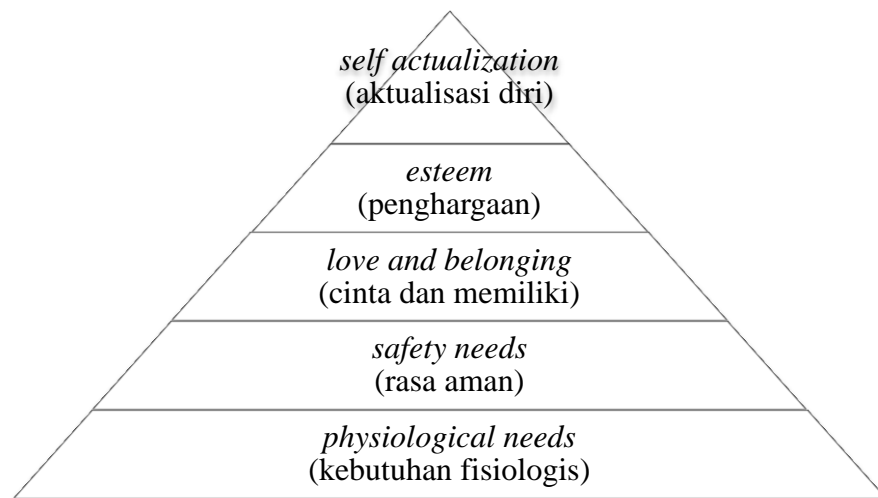 self actualization
(aktualisasi diri)
esteem
(penghargaan)
love and belonging
(cinta dan memiliki)
safety needs
(rasa aman)
physiological needs
(kebutuhan fisiologis)